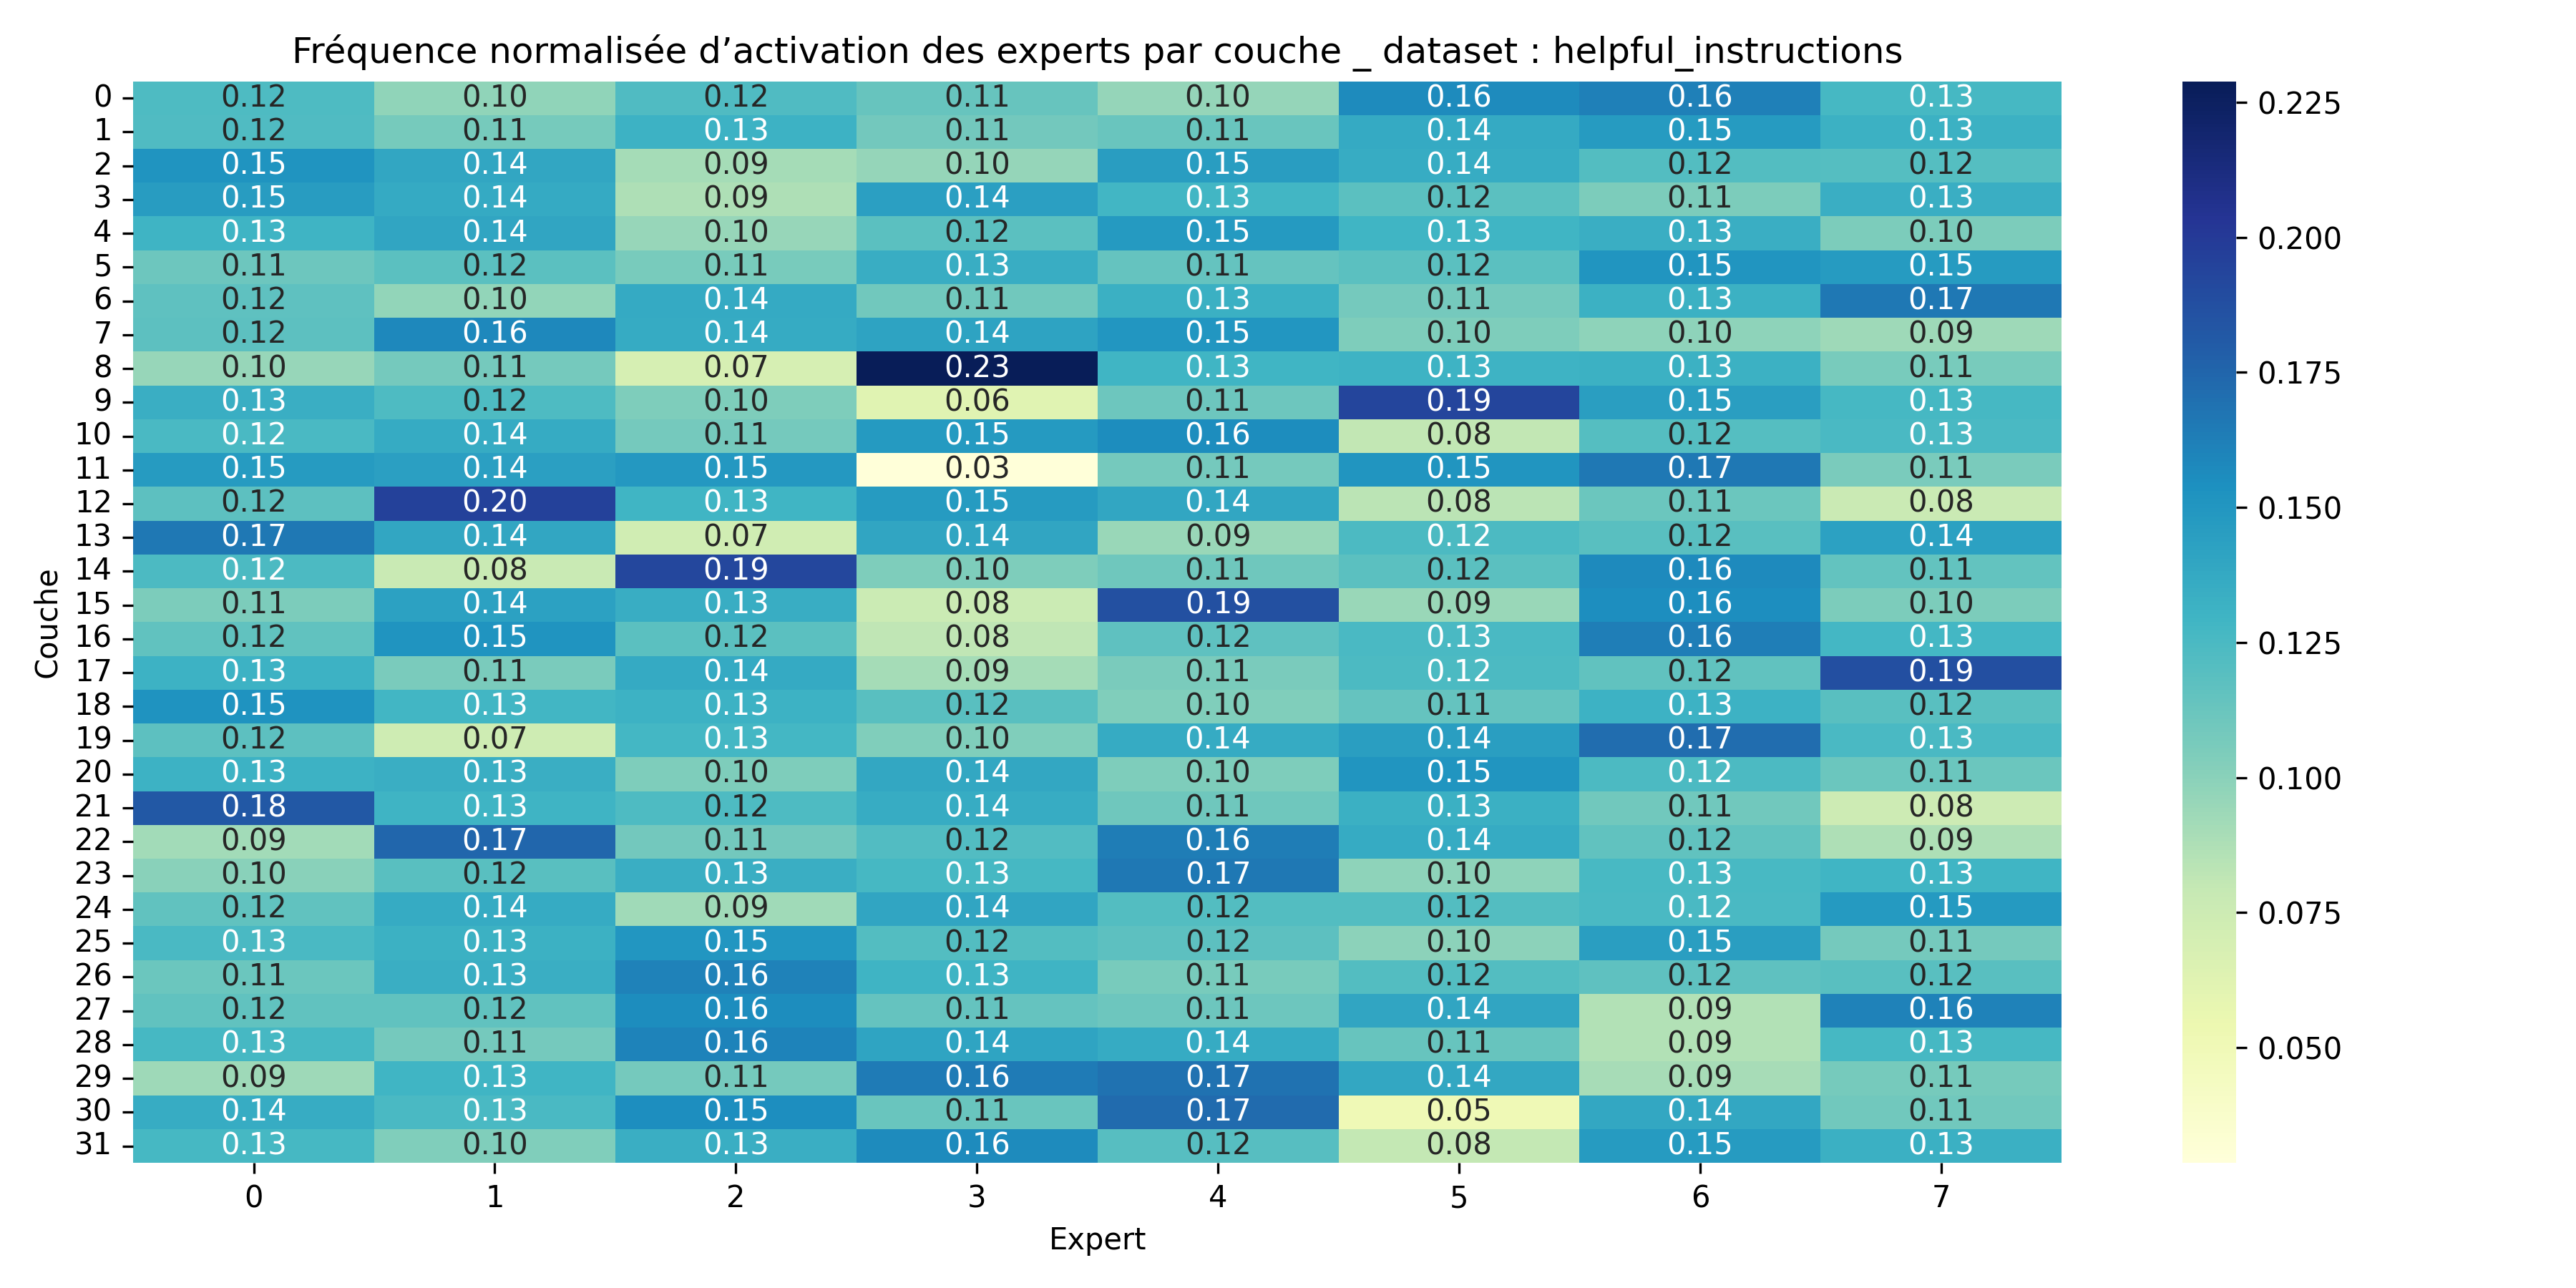 Fréquence normalisée d’activation des experts par couche _ dataset : helpful_instructions
0 0.12 0.10 0.12 0.11 0.10 0.16 0.16 0.13
1 0.12 0.11 0.13 0.11 0.11 0.14 0.15 0.13
2 0.15 0.14 0.09 0.10 0.15 0.14 0.12 0.12
3 0.15 0.14 0.09 0.14 0.13 0.12 0.11 0.13
4 0.13 0.14 0.10 0.12 0.15 0.13 0.13 0.10
5 0.11 0.12 0.11 0.13 0.11 0.12 0.15 0.15
6 0.12 0.10 0.14 0.11 0.13 0.11 0.13 0.17
7 0.12 0.16 0.14 0.14 0.15 0.10 0.10 0.09
8 0.10 0.11 0.07 0.23 0.13 0.13 0.13 0.11
9 0.13 0.12 0.10 0.06 0.11 0.19 0.15 0.13
10 0.12 0.14 0.11 0.15 0.16 0.08 0.12 0.13
11 0.15 0.14 0.15 0.03 0.11 0.15 0.17 0.11
12 0.12 0.20 0.13 0.15 0.14 0.08 0.11 0.08
13 0.17 0.14 0.07 0.14 0.09 0.12 0.12 0.14
14 0.12 0.08 0.19 0.10 0.11 0.12 0.16 0.11
15 0.11 0.14 0.13 0.08 0.19 0.09 0.16 0.10
16 0.12 0.15 0.12 0.08 0.12 0.13 0.16 0.13
17 0.13 0.11 0.14 0.09 0.11 0.12 0.12 0.19
18 0.15 0.13 0.13 0.12 0.10 0.11 0.13 0.12
19 0.12 0.07 0.13 0.10 0.14 0.14 0.17 0.13
20 0.13 0.13 0.10 0.14 0.10 0.15 0.12 0.11
21 0.18 0.13 0.12 0.14 0.11 0.13 0.11 0.08
22 0.09 0.17 0.11 0.12 0.16 0.14 0.12 0.09
23 0.10 0.12 0.13 0.13 0.17 0.10 0.13 0.13
24 0.12 0.14 0.09 0.14 0.12 0.12 0.12 0.15
25 0.13 0.13 0.15 0.12 0.12 0.10 0.15 0.11
26 0.11 0.13 0.16 0.13 0.11 0.12 0.12 0.12
27 0.12 0.12 0.16 0.11 0.11 0.14 0.09 0.16
28 0.13 0.11 0.16 0.14 0.14 0.11 0.09 0.13
29 0.09 0.13 0.11 0.16 0.17 0.14 0.09 0.11
30 0.14 0.13 0.15 0.11 0.17 0.05 0.14 0.11
31 0.13 0.10 0.13 0.16 0.12 0.08 0.15 0.13
0 1 2 3 4 5 6 7
Expert
Couche
0.225
0.200
0.175
0.150
0.125
0.100
0.075
0.050